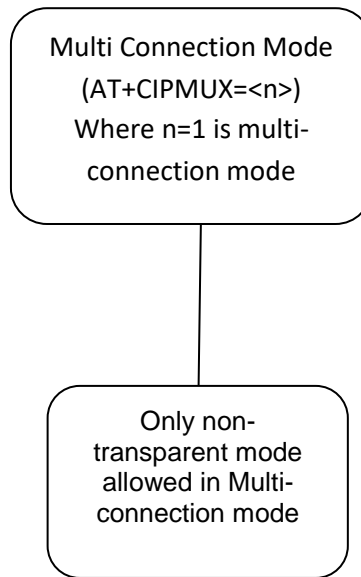 Multi Connection Mode
(AT+CIPMUX=<n>)
Where n=1 is multi-
connection mode
Only non-
transparent mode
allowed in Multi-
connection mode